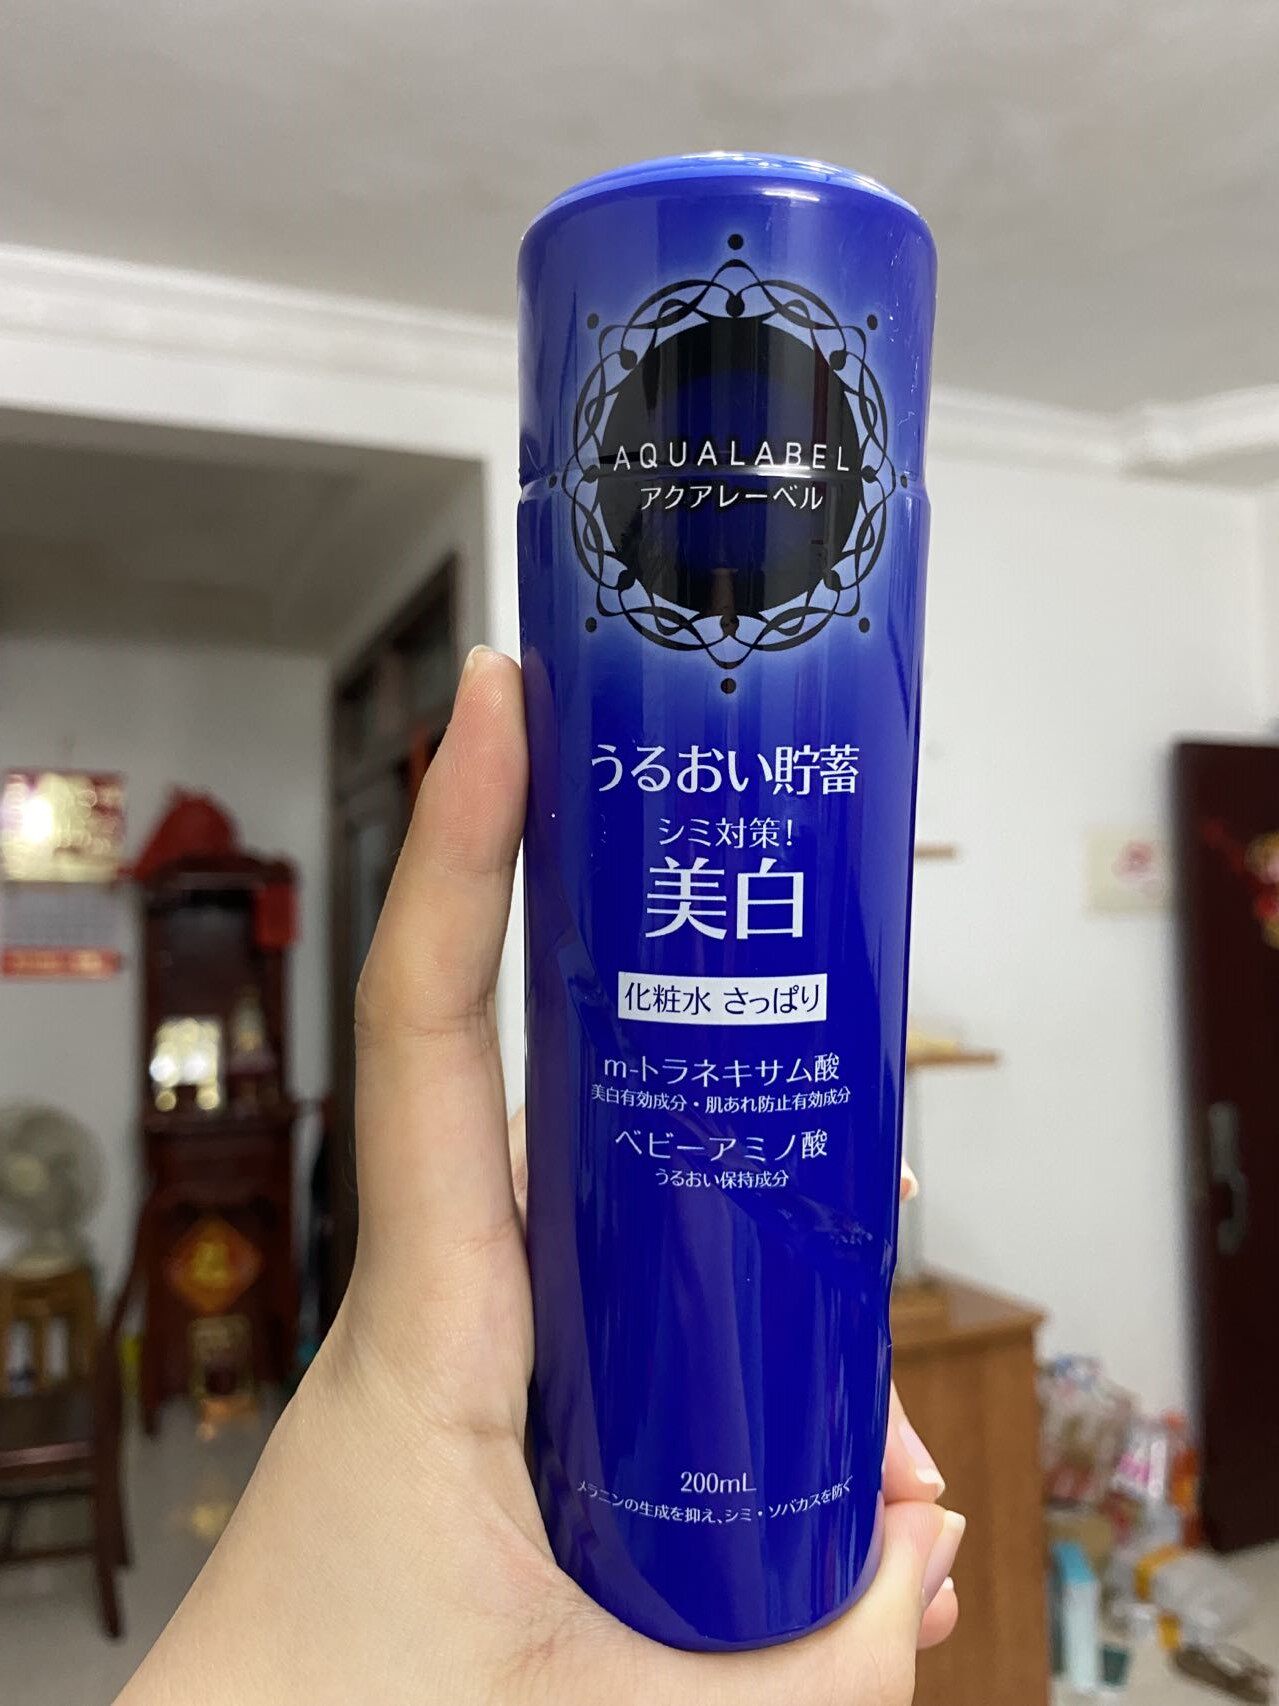 AQUALABEL
アクアレーベル
うるおい貯蓄
シミ対策!
美白
化粧水 さっぱり
m-トラネキサム酸
美白有効成分・肌あれ防止有効成分
ベビーアミノ酸
うるおい保持成分
200mL
メラニンの生成を抑え、シミ・ソバカスを防ぐ